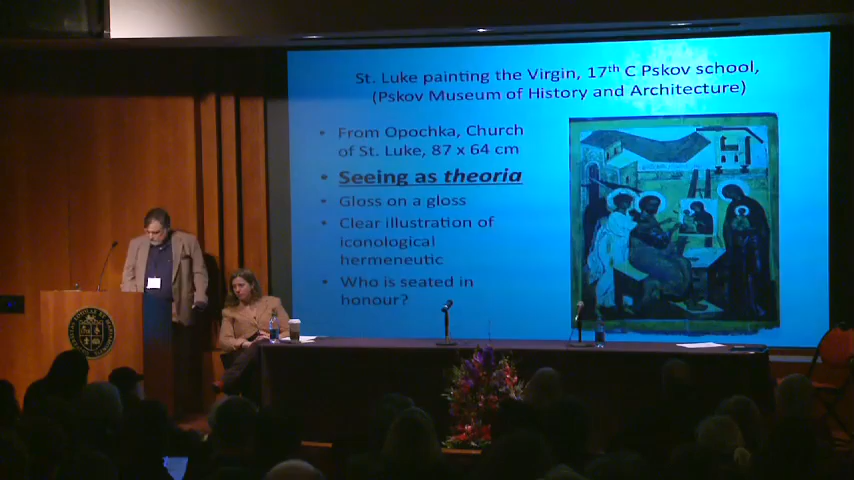 St. Luke painting the Virgin, 17th C Pskov school,
(Pskov Museum of History and Architecture)
• From Opochka, Church
of St. Luke, 87 x 64 cm
• Seeing as theoria
• Gloss on a gloss
• Clear illustration of
iconological
hermeneutic
• Who is seated in
honour?